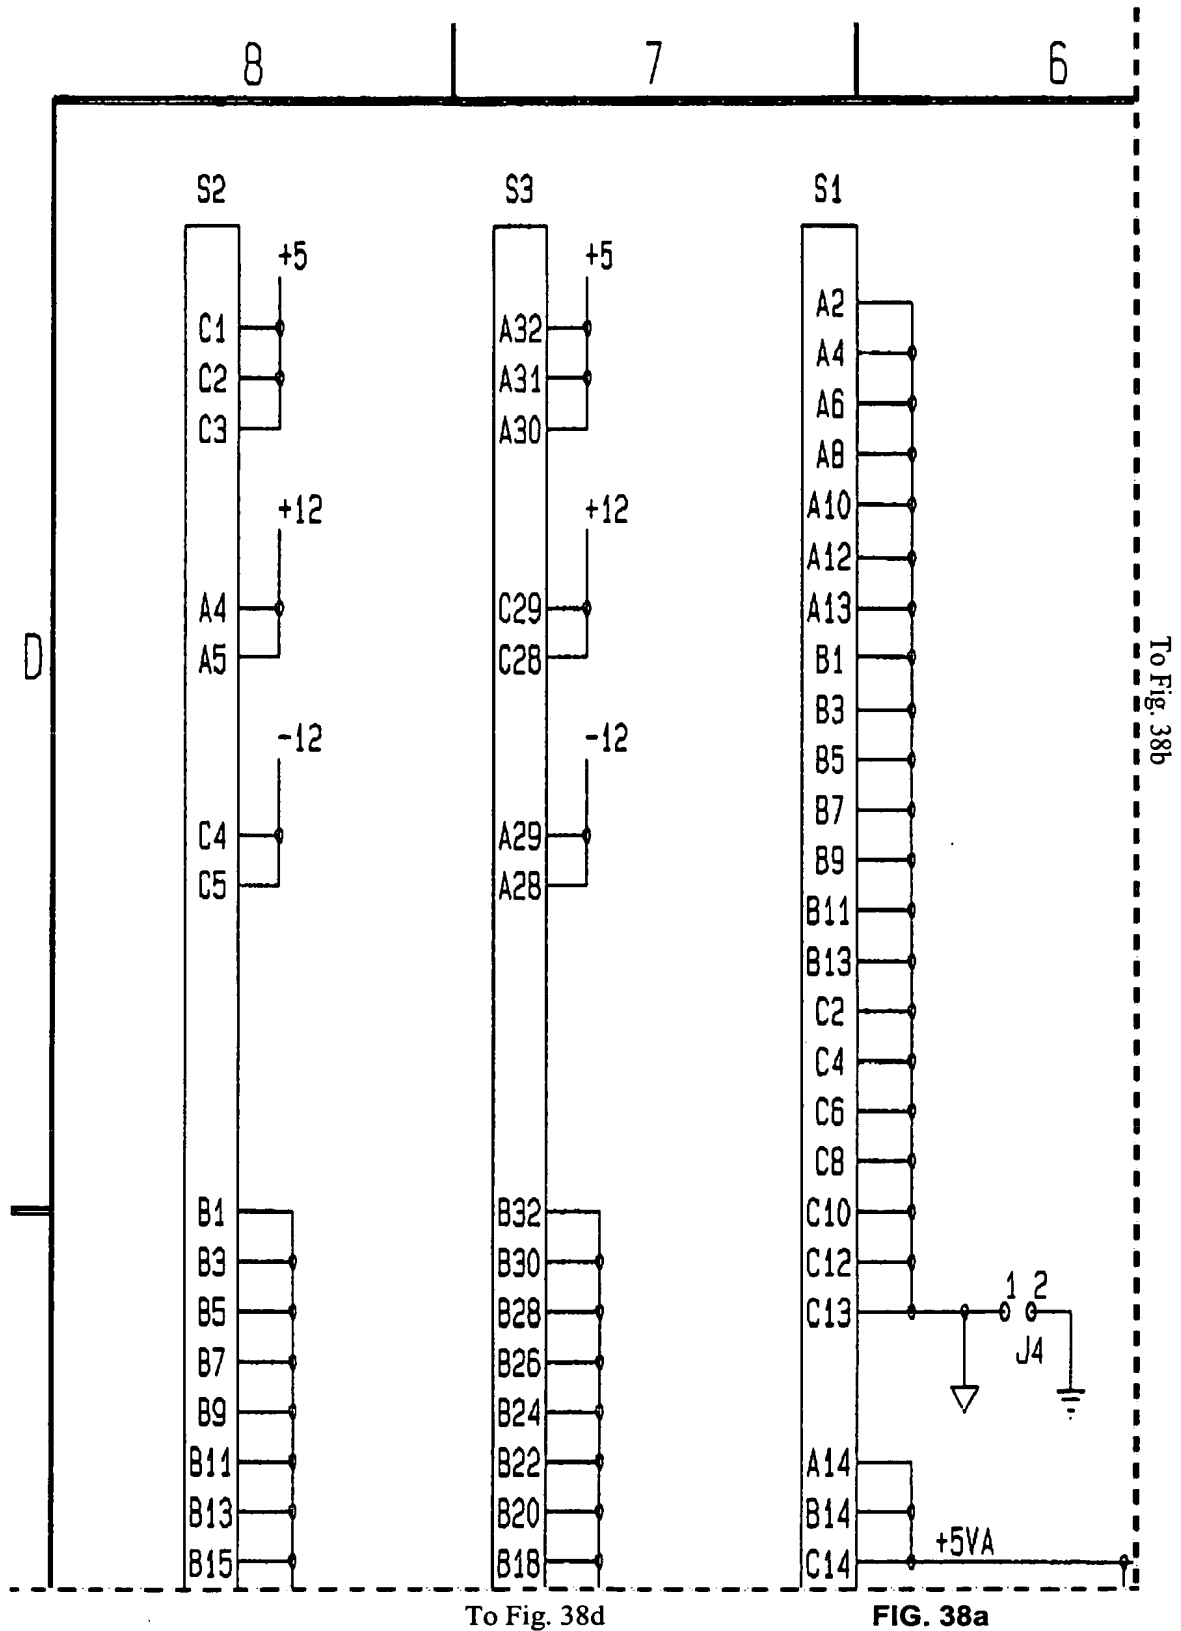 8 7 6
S2 S3 S1
+5 +5
A2
C1 A32
A4
C2 A31
A6
C3 A30
A8
+12 +12 A10
A12
A4 C29 A13
A5 C28 B1
D
To Fig. 38b
B3
-12 -12
B5
B7
C4 A29
B9
C5 A28
B11
B13
C2
C4
C6
C8
B1 B32 C10
B3 B30 C12
1 2
B5 B28 C13
J4
B7 B26
B9 B24
B11 B22 A14
B13 B20 B14
+5VA
B15 B18 C14
To Fig. 38d FIG. 38a